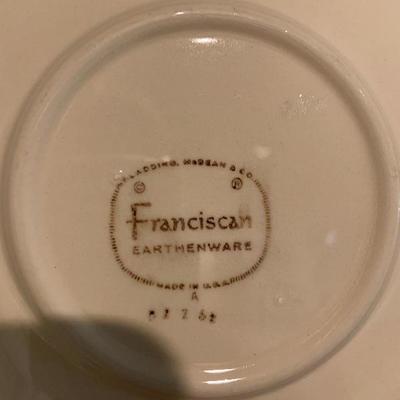 GLADDING, McBEAN & CO.
© ®
Franciscan
EARTHENWARE
MADE IN U.S.A.
A